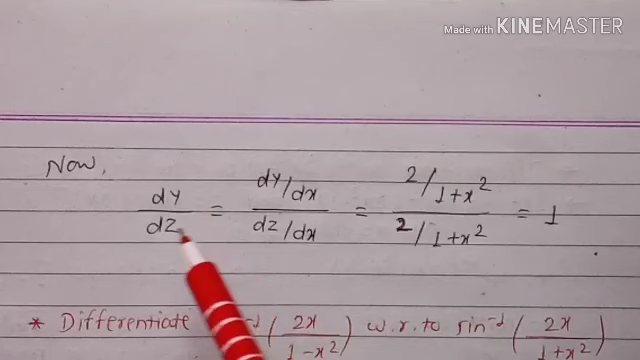 Made with KINEMASTER
Now,
dy/dz = (dy/dx)/(dz/dx) = (2/1+x²)/(2/1+x²) = 1
* Differentiate (2x/1-x²) w.r.to sin⁻¹(2x/1+x²)